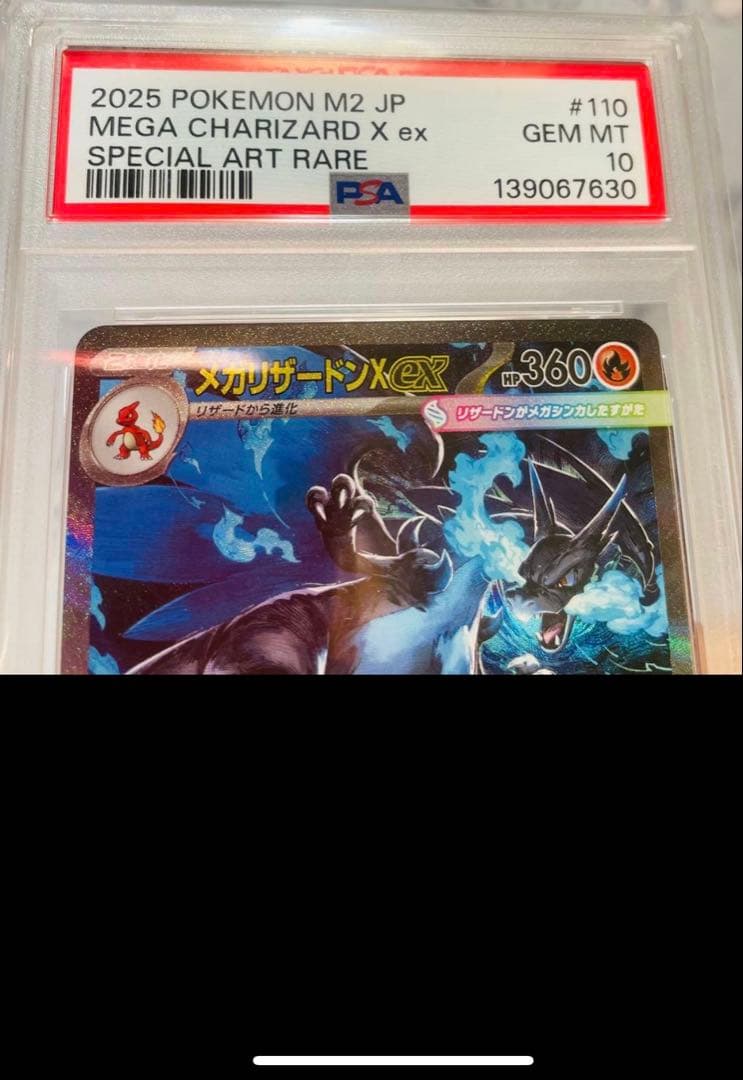 2025 POKEMON M2 JP #110
MEGA CHARIZARD X ex GEM MT
SPECIAL ART RARE 10
PSA 139067630
メガリザードンXex HP360
リザードから進化
リザードンがメガシンカしたすがた